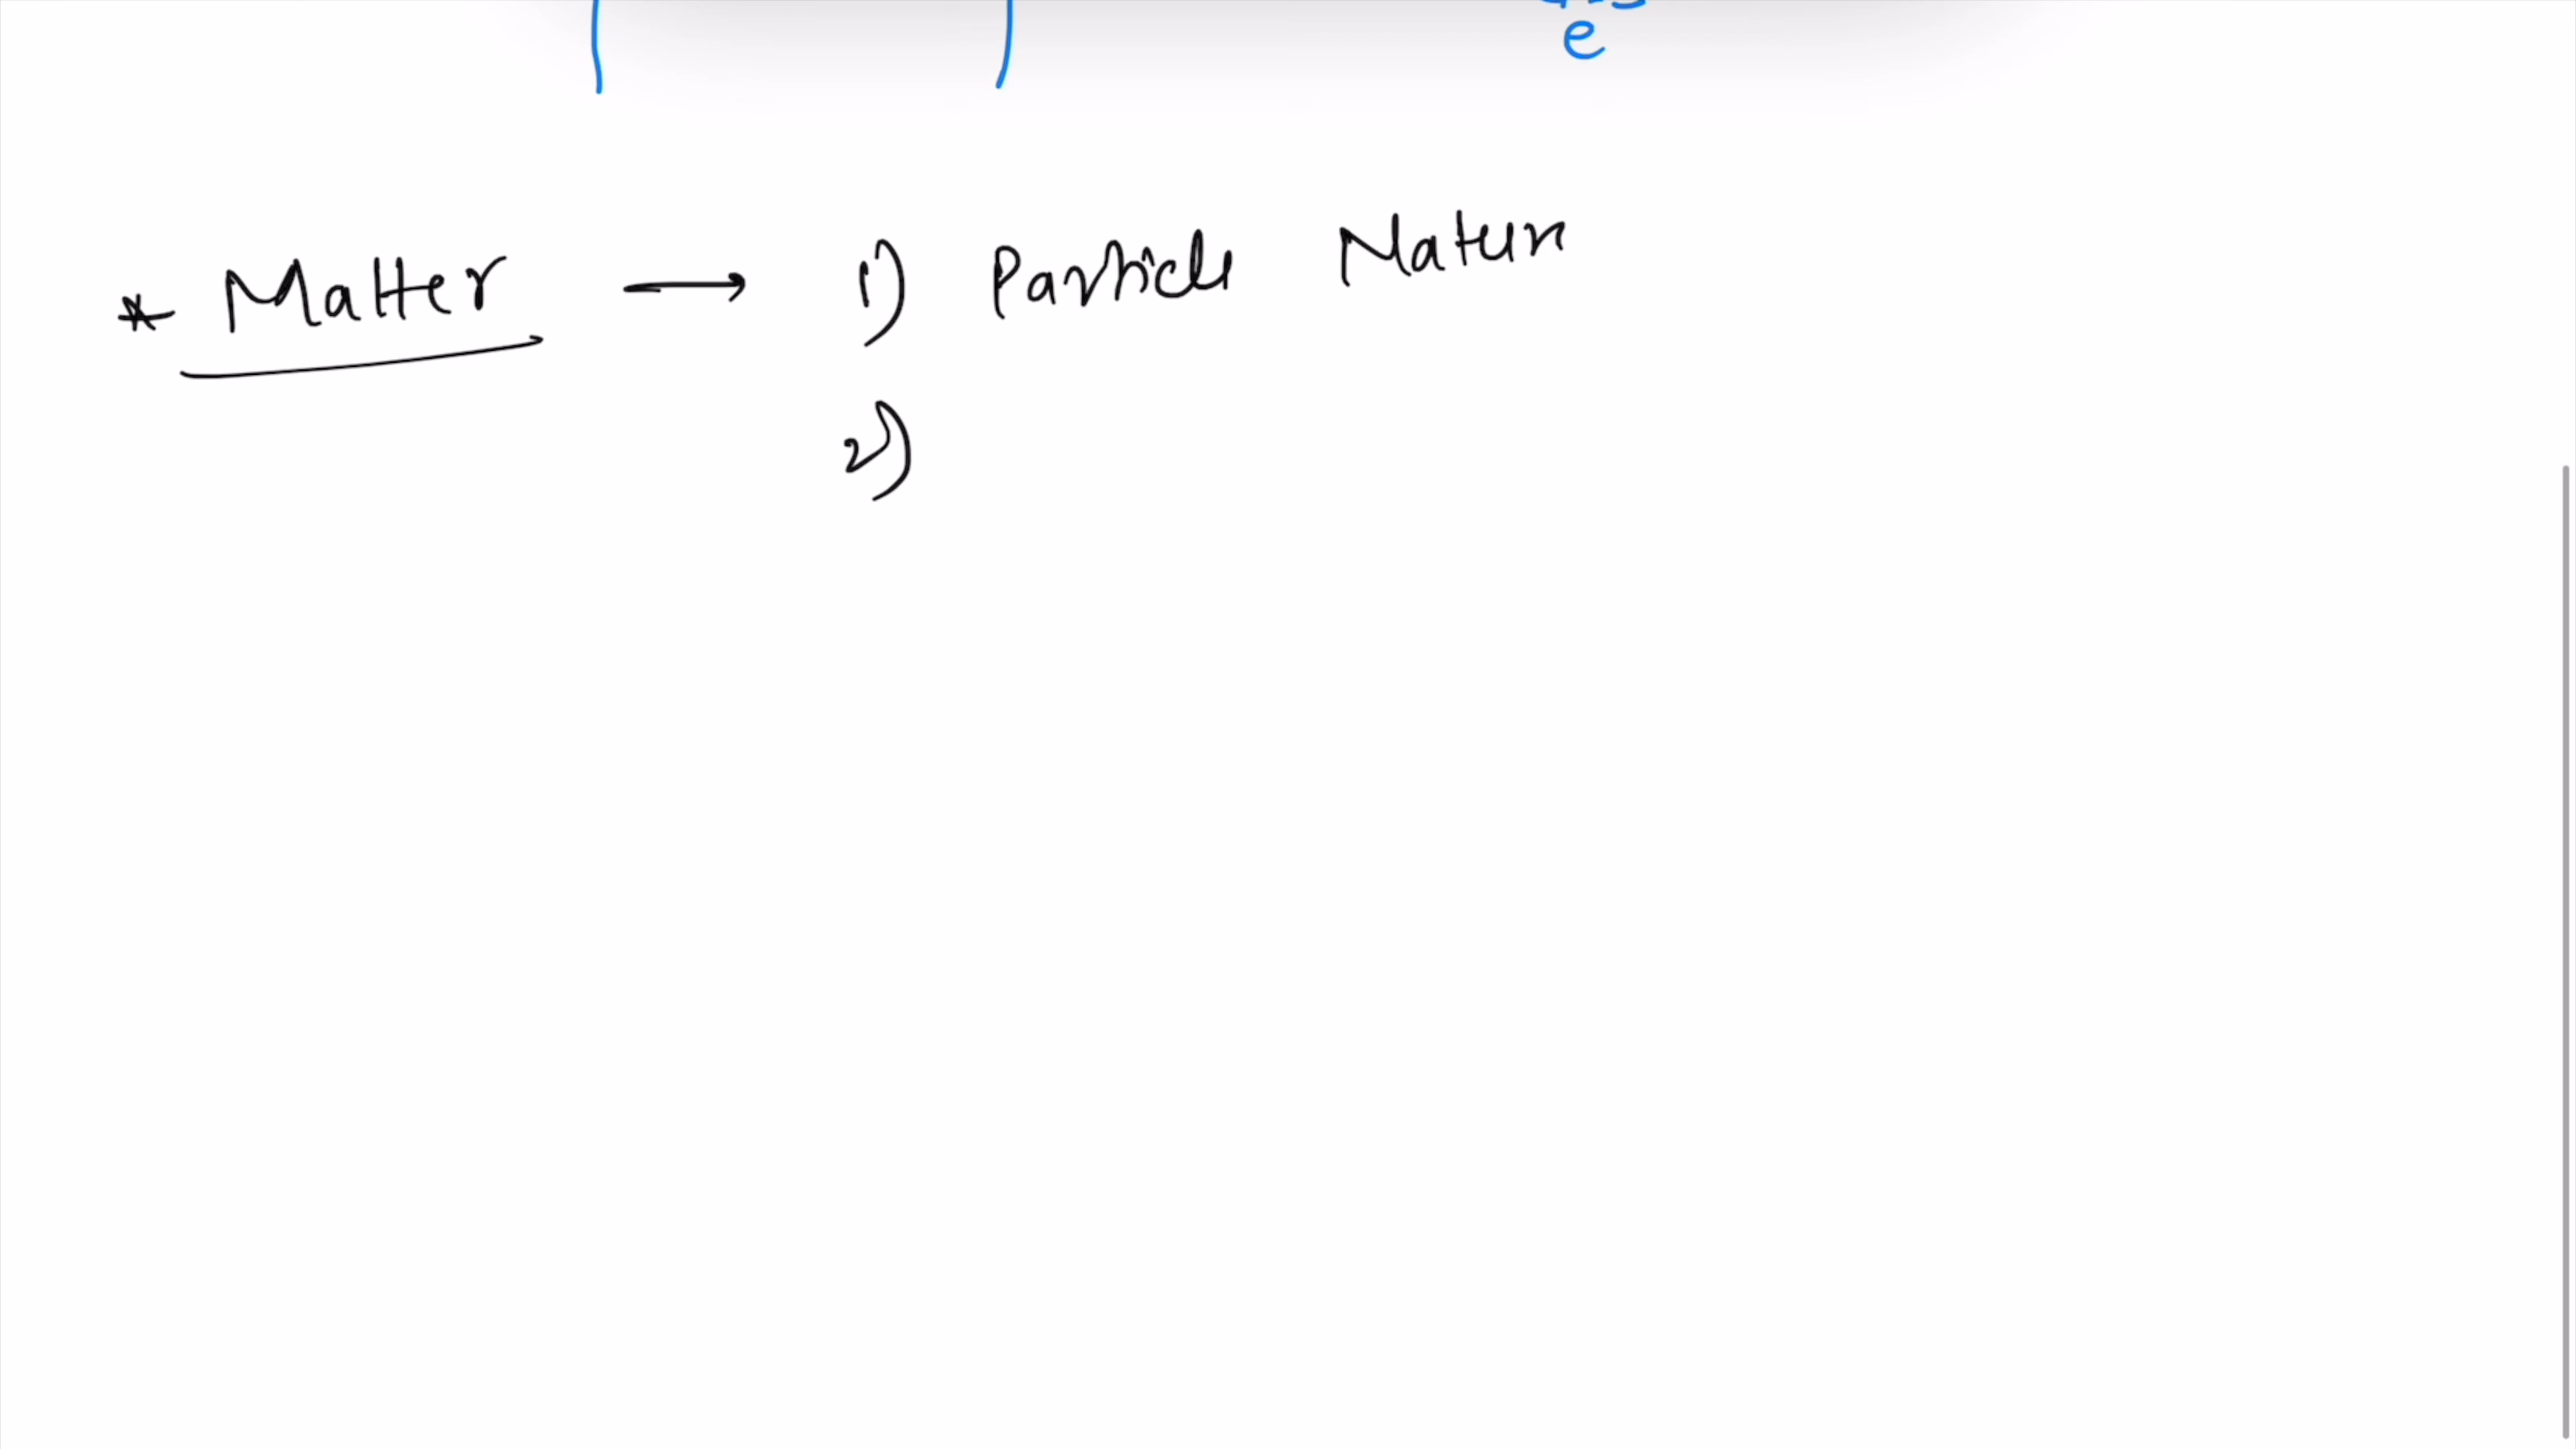 e
* Matter → 1) Particle Nature
2)